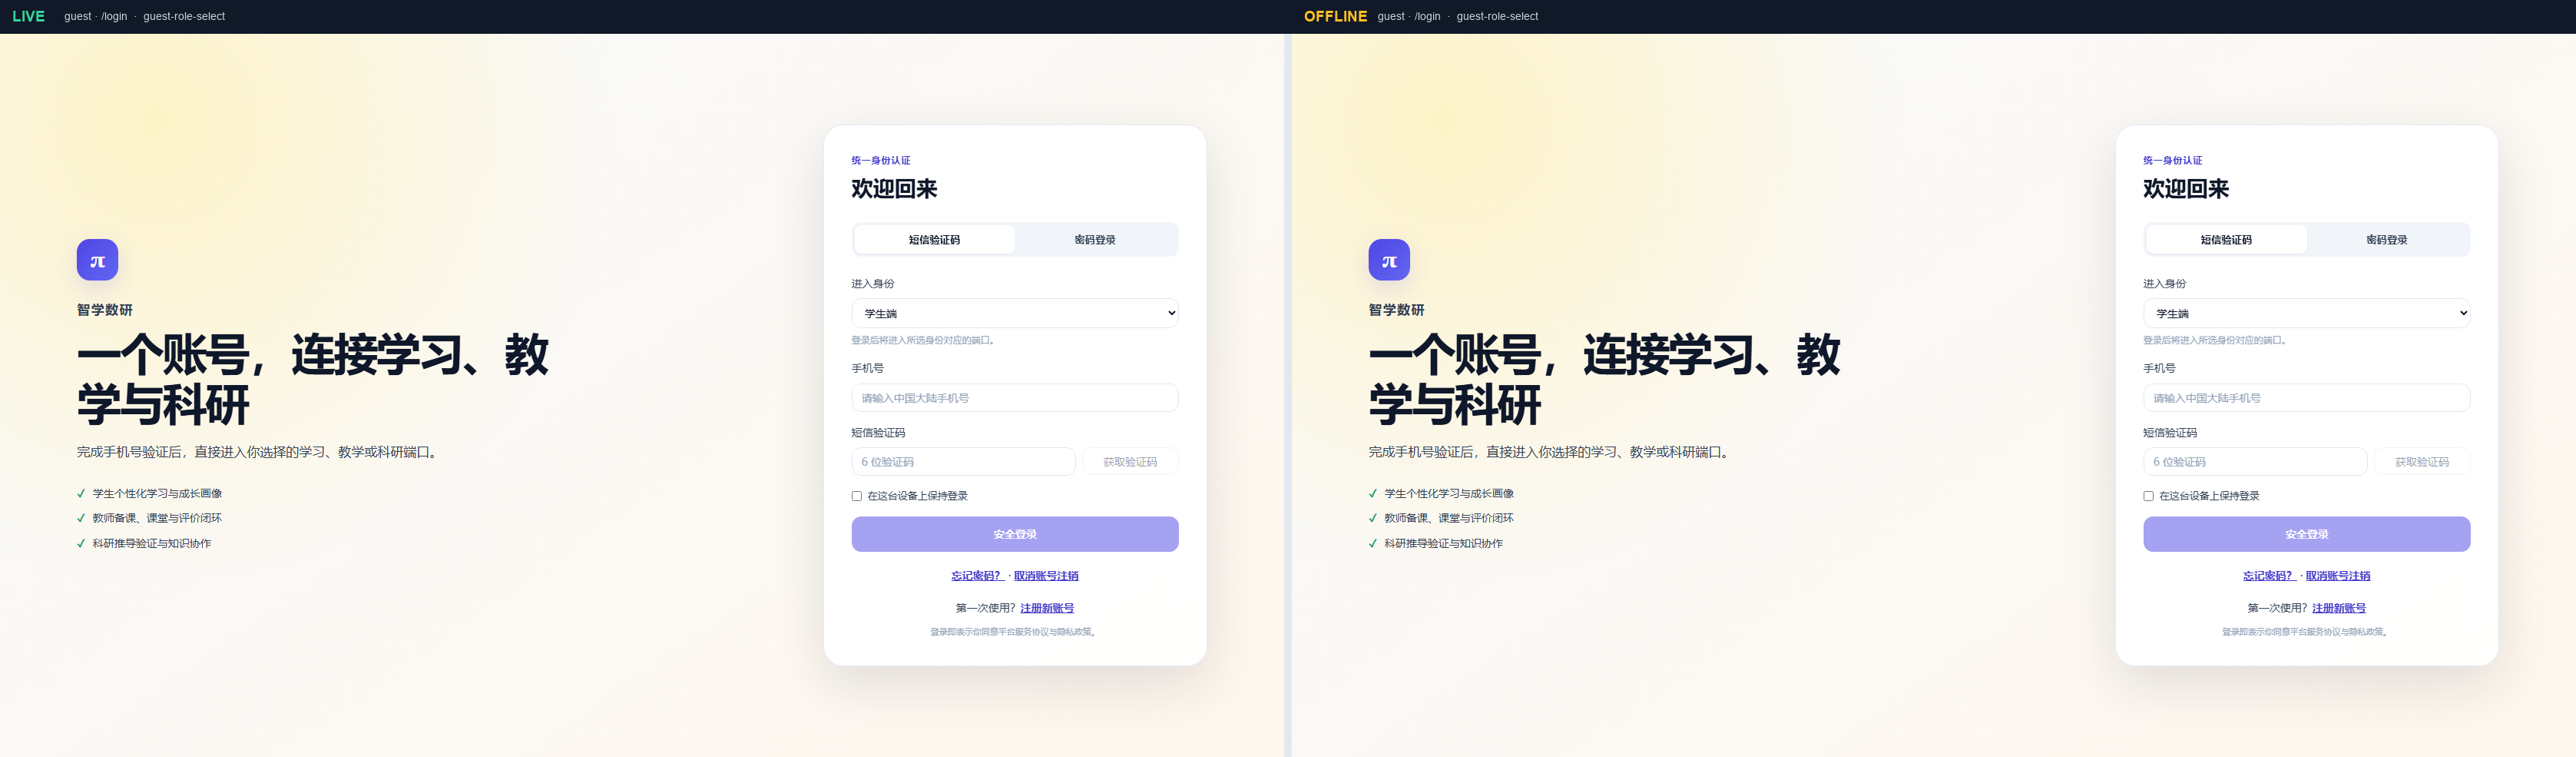 LIVE guest · /login · guest-role-select
π
智学数研
一个账号，连接学习、教
学与科研
完成手机号验证后，直接进入你选择的学习、教学或科研端口。
✓ 学生个性化学习与成长画像
✓ 教师备课、课堂与评价闭环
✓ 科研推导验证与知识协作
统一身份认证
欢迎回来
短信验证码 密码登录
进入身份
学生端
登录后将进入所选身份对应的端口。
手机号
请输入中国大陆手机号
短信验证码
6 位验证码 获取验证码
在这台设备上保持登录
安全登录
忘记密码？ · 取消账号注销
第一次使用？注册新账号
登录即表示你同意平台服务协议与隐私政策。
OFFLINE guest · /login · guest-role-select
π
智学数研
一个账号，连接学习、教
学与科研
完成手机号验证后，直接进入你选择的学习、教学或科研端口。
✓ 学生个性化学习与成长画像
✓ 教师备课、课堂与评价闭环
✓ 科研推导验证与知识协作
统一身份认证
欢迎回来
短信验证码 密码登录
进入身份
学生端
登录后将进入所选身份对应的端口。
手机号
请输入中国大陆手机号
短信验证码
6 位验证码 获取验证码
在这台设备上保持登录
安全登录
忘记密码？ · 取消账号注销
第一次使用？注册新账号
登录即表示你同意平台服务协议与隐私政策。